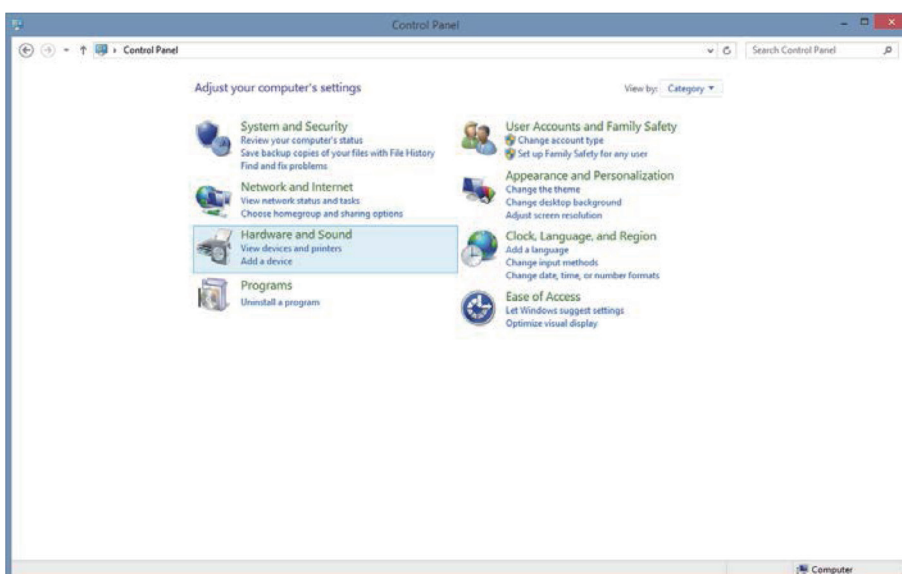 Control Panel
Control Panel
Search Control Panel
Adjust your computer's settings
View by: Category
System and Security
Review your computer's status
Save backup copies of your files with File History
Find and fix problems
Network and Internet
View network status and tasks
Choose homegroup and sharing options
Hardware and Sound
View devices and printers
Add a device
Programs
Uninstall a program
User Accounts and Family Safety
Change account type
Set up Family Safety for any user
Appearance and Personalization
Change the theme
Change desktop background
Adjust screen resolution
Clock, Language, and Region
Add a language
Change input methods
Change date, time, or number formats
Ease of Access
Let Windows suggest settings
Optimize visual display
Computer